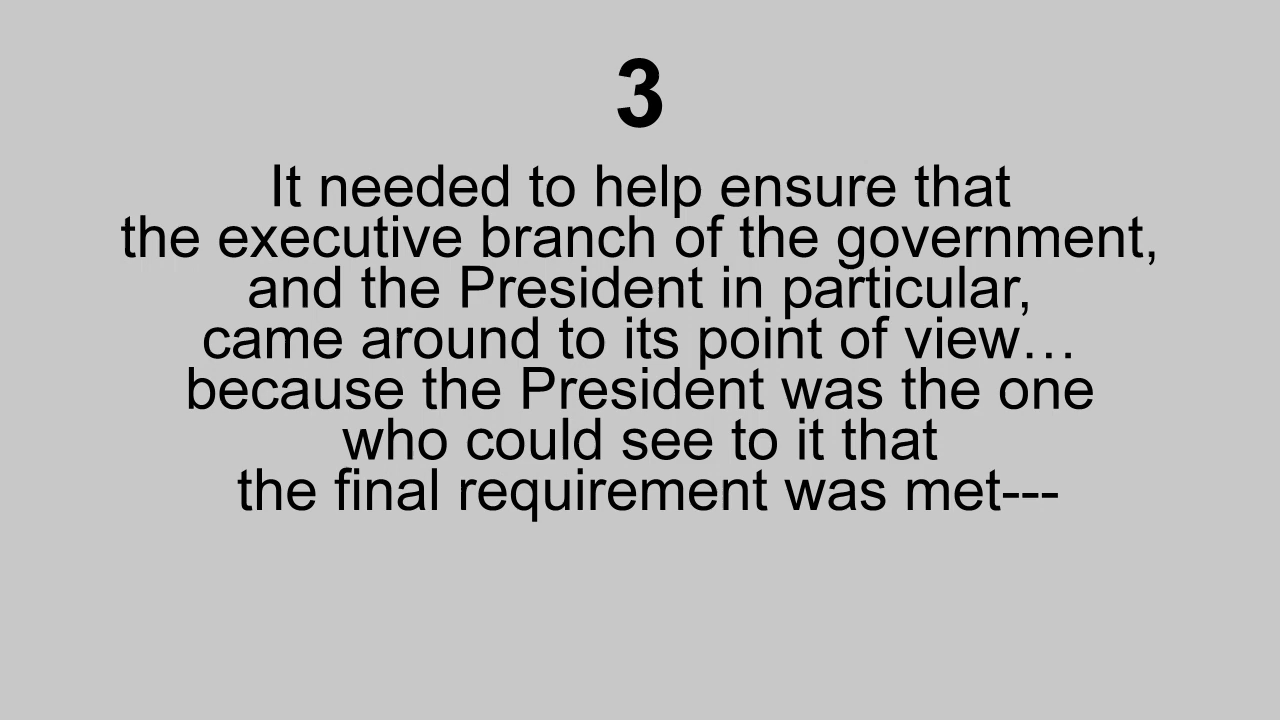 3
It needed to help ensure that
the executive branch of the government,
and the President in particular,
came around to its point of view…
because the President was the one
who could see to it that
the final requirement was met---